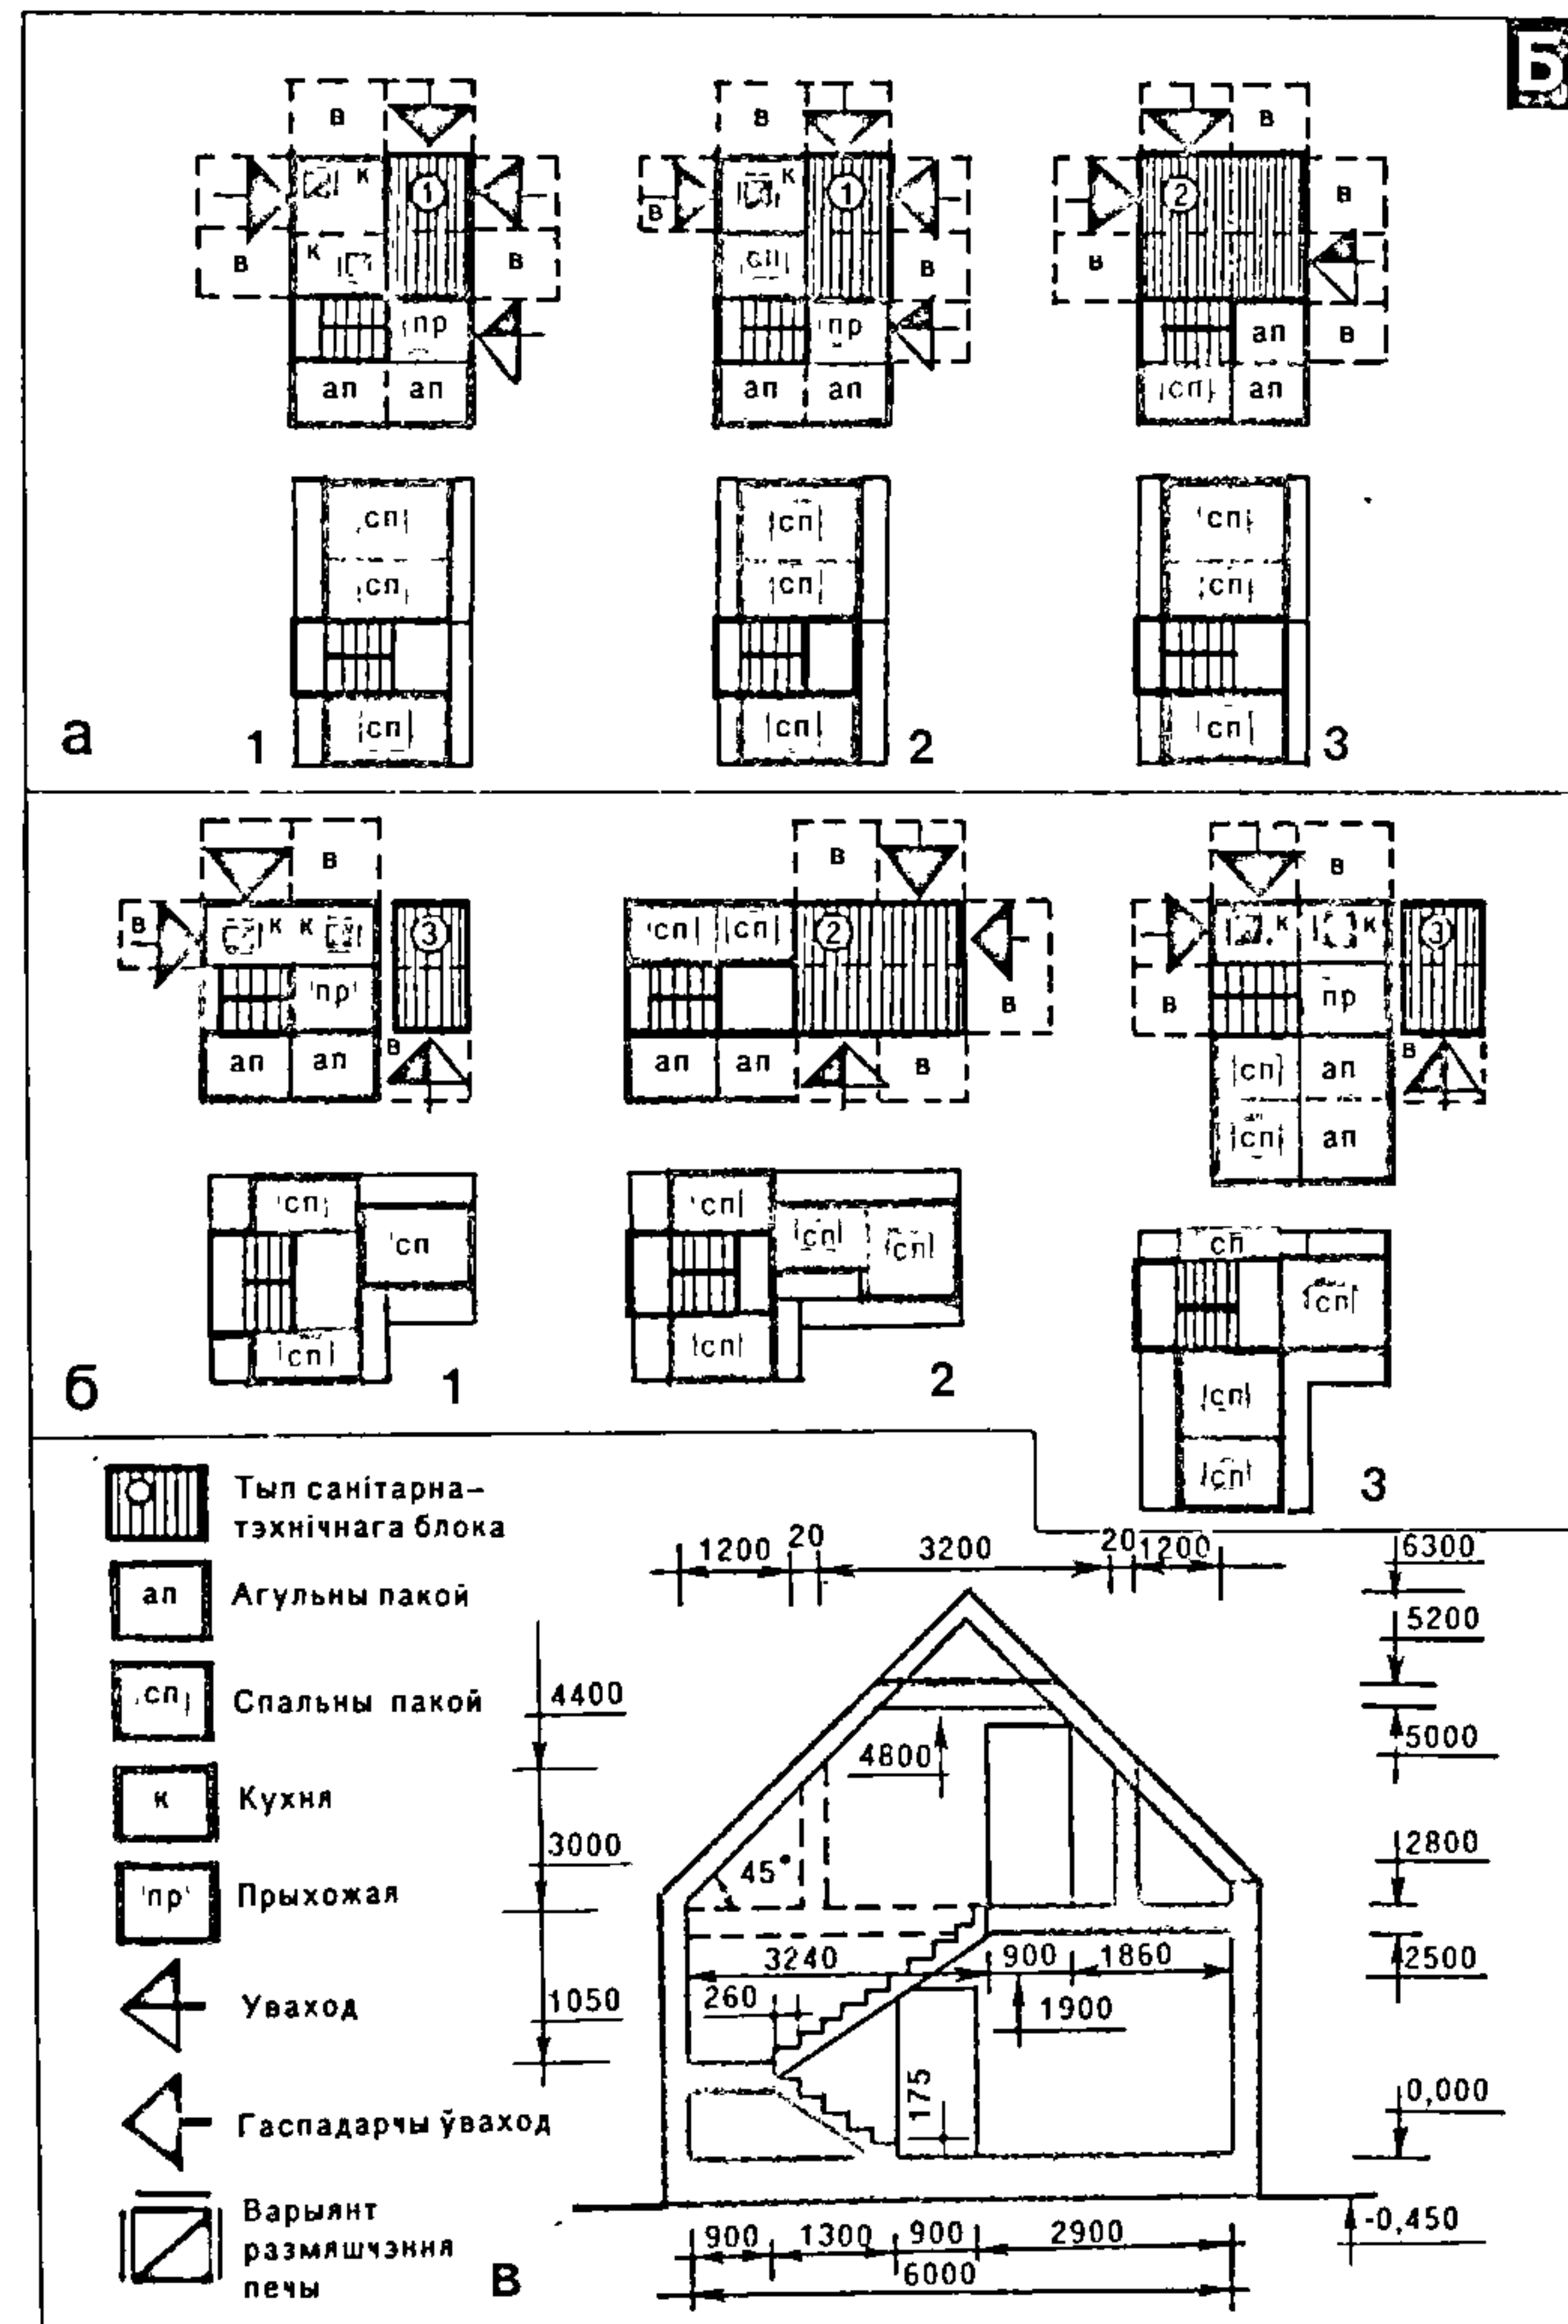 Б
в
к
1
к
в
в
пр
ап
ап
в
к
1
в
сп
в
пр
ап
ап
в
2
в
в
ап
в
сп
ап
сп
сп
сп
сп
сп
сп
сп
сп
сп
а
1
2
3
в
в
к
к
3
пр
в
ап
ап
в
сп
сп
2
в
ап
ап
в
в
к
к
3
в
пр
в
сп
ап
сп
ап
сп
сп
сп
сп
сп
сп
сп
сп
сп
сп
сп
б
1
2
3
Тып санітарна-
тэхнічнага блока
ап
Агульны пакой
сп
Спальны пакой
к
Кухня
пр
Прыхожая
Уваход
Гаспадарчы ўваход
Варыянт
размяшчэння
печы
в
1200
20
3200
20
1200
6300
5200
4400
4800
5000
45°
3000
2800
3240
900
1860
2500
260
1900
1050
175
0,000
-0,450
900
1300
900
2900
6000